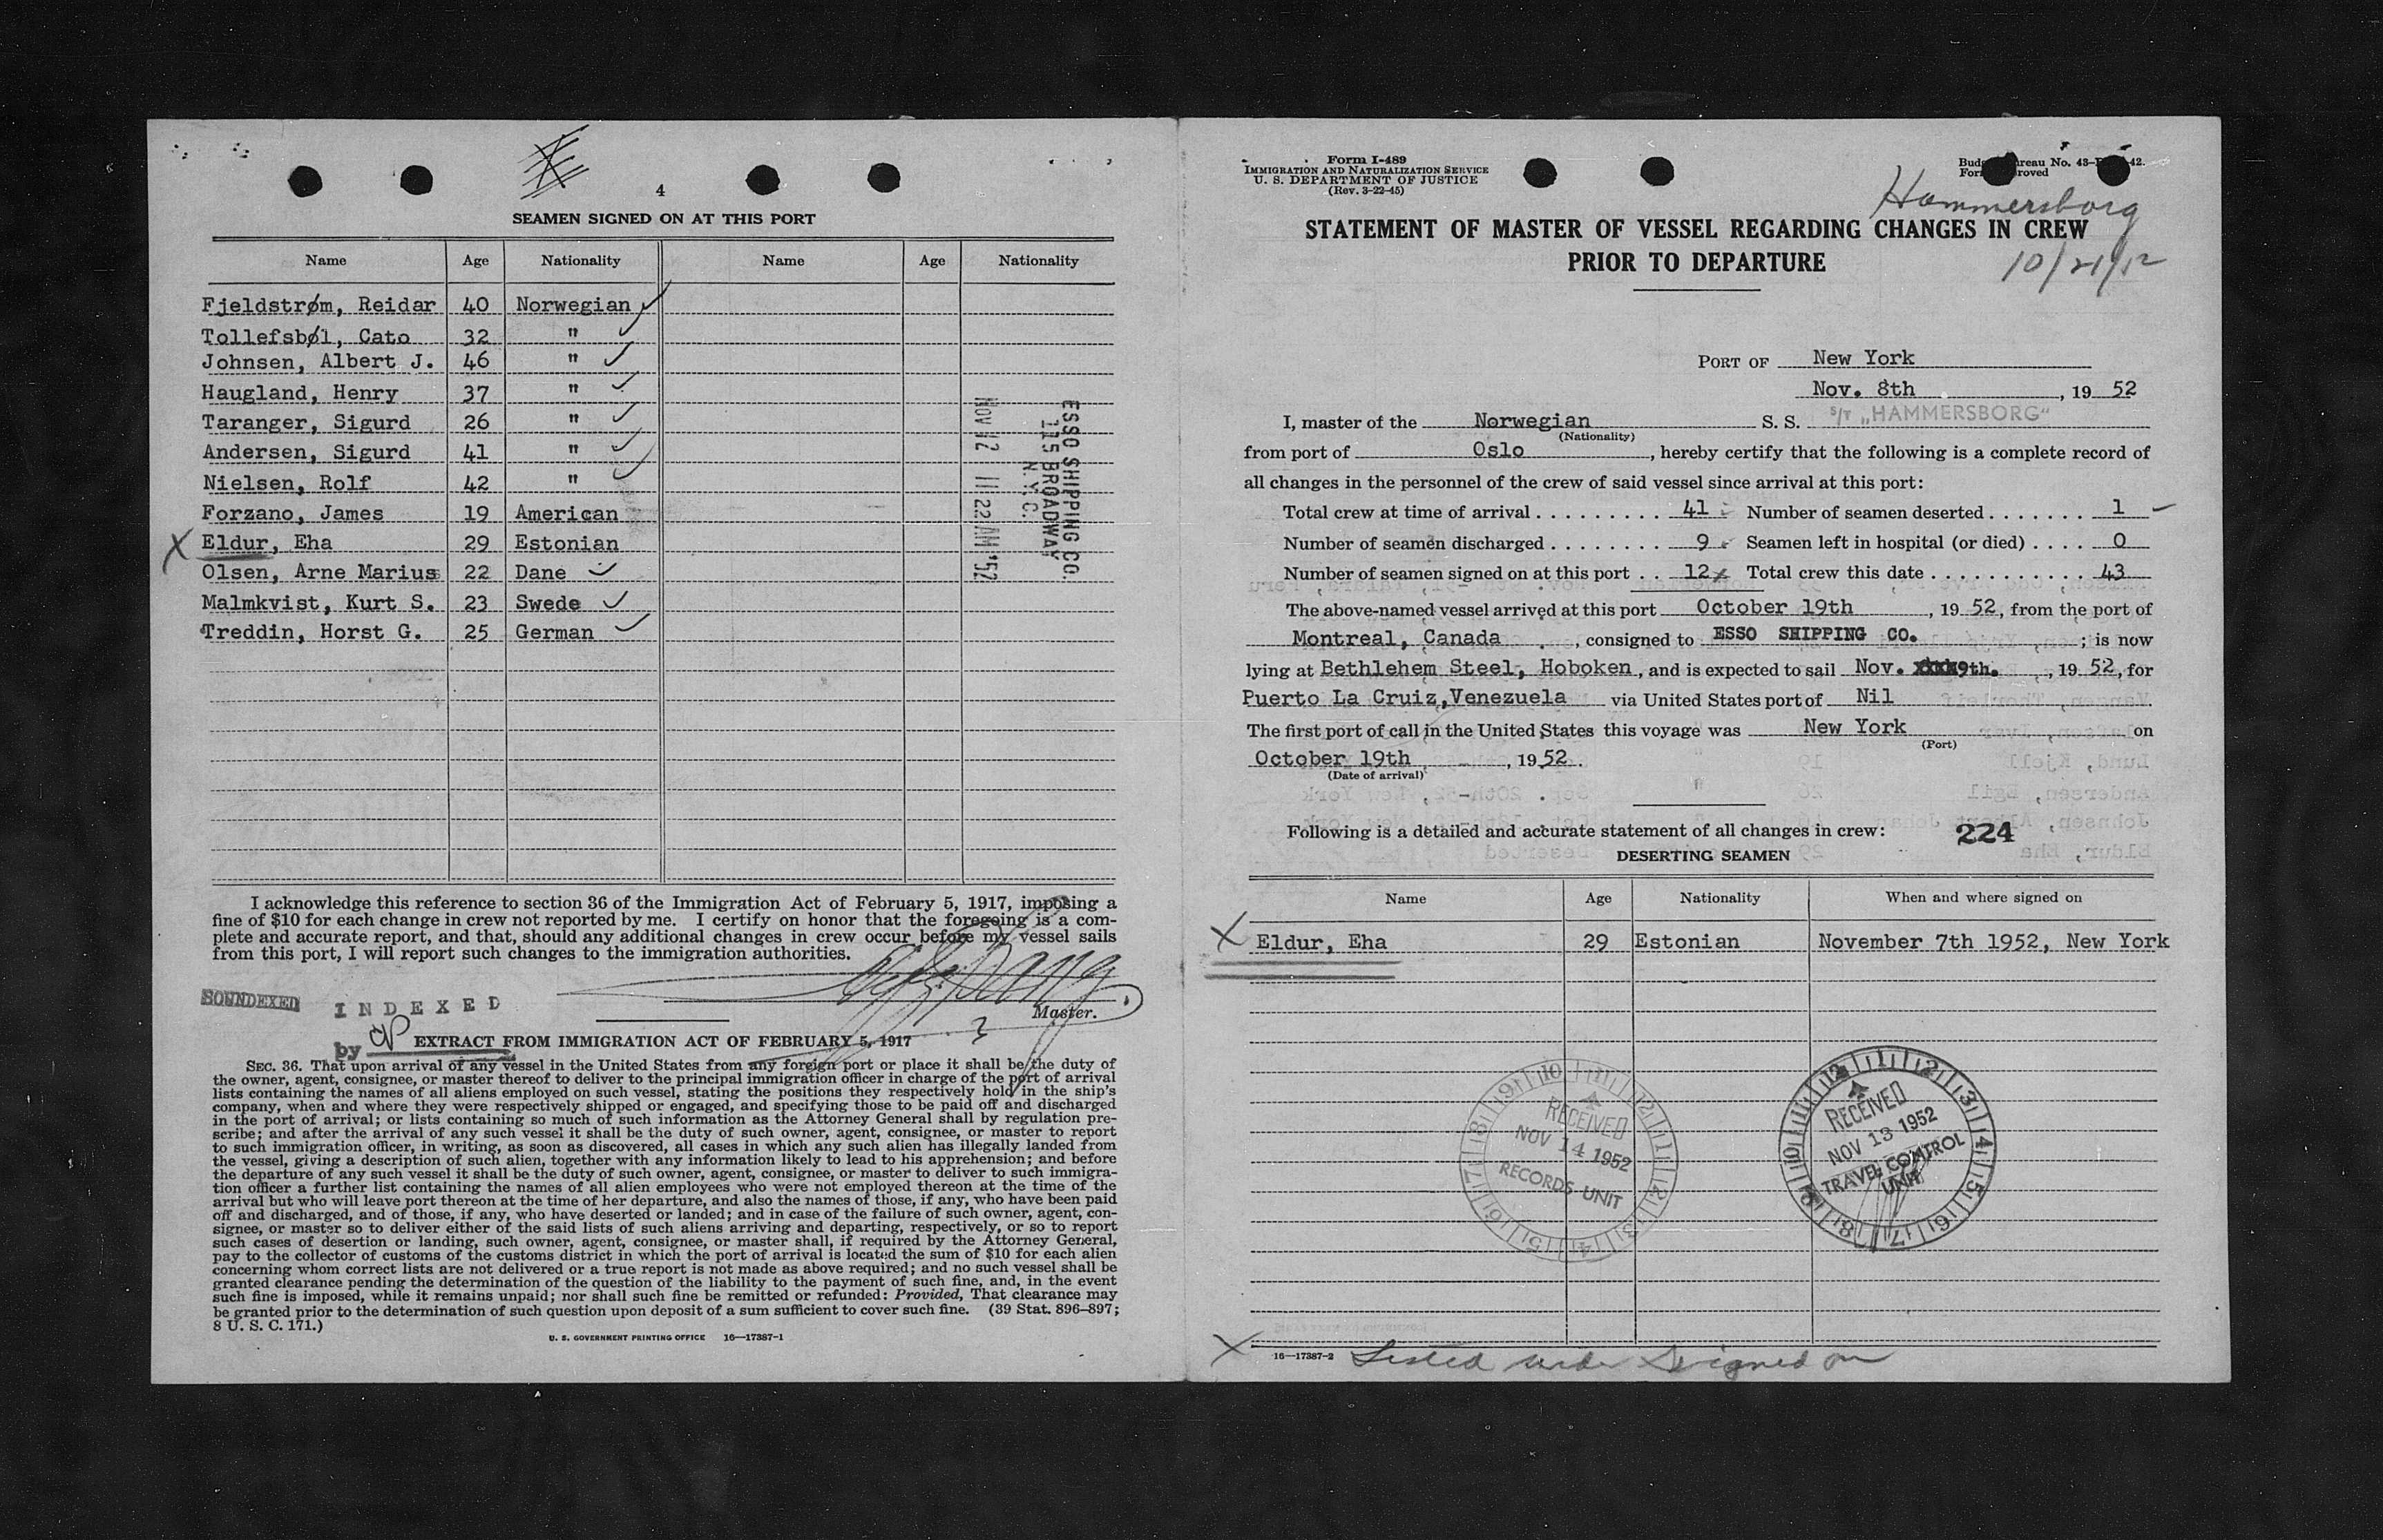 4
SEAMEN SIGNED ON AT THIS PORT
Name Age Nationality Name Age Nationality
Fjeldstrøm, Reidar 40 Norwegian
Tollefsbøl, Cato 32 "
Johnsen, Albert J. 46 "
Haugland, Henry 37 "
Taranger, Sigurd 26 "
Andersen, Sigurd 41 "
Nielsen, Rolf 42 "
Forzano, James 19 American
X Eldur, Eha 29 Estonian
Olsen, Arne Marius 22 Dane
Malmkvist, Kurt S. 23 Swede
Treddin, Horst G. 25 German
ESSO SHIPPING CO.
115 BROADWAY
N.Y.C.
NOV 12 11 22 AM '52
I acknowledge this reference to section 36 of the Immigration Act of February 5, 1917, imposing a
fine of $10 for each change in crew not reported by me. I certify on honor that the foregoing is a com-
plete and accurate report, and that, should any additional changes in crew occur before my vessel sails
from this port, I will report such changes to the immigration authorities.
SOUNDEXED
INDEXED
Master.
by
EXTRACT FROM IMMIGRATION ACT OF FEBRUARY 5, 1917
SEC. 36. That upon arrival of any vessel in the United States from any foreign port or place it shall be the duty of
the owner, agent, consignee, or master thereof to deliver to the principal immigration officer in charge of the port of arrival
lists containing the names of all aliens employed on such vessel, stating the positions they respectively hold in the ship's
company, when and where they were respectively shipped or engaged, and specifying those to be paid off and discharged
in the port of arrival; or lists containing so much of such information as the Attorney General shall by regulation pre-
scribe; and after the arrival of any such vessel it shall be the duty of such owner, agent, consignee, or master to report
to such immigration officer, in writing, as soon as discovered, all cases in which any such alien has illegally landed from
the vessel, giving a description of such alien, together with any information likely to lead to his apprehension; and before
the departure of any such vessel it shall be the duty of such owner, agent, consignee, or master to deliver to such immigra-
tion officer a further list containing the names of all alien employees who were not employed thereon at the time of the
arrival but who will leave port thereon at the time of her departure, and also the names of those, if any, who have been paid
off and discharged, and of those, if any, who have deserted or landed; and in case of the failure of such owner, agent, con-
signee, or master so to deliver either of the said lists of such aliens arriving and departing, respectively, or so to report
such cases of desertion or landing, such owner, agent, consignee, or master shall, if required by the Attorney General,
pay to the collector of customs of the customs district in which the port of arrival is located the sum of $10 for each alien
concerning whom correct lists are not delivered or a true report is not made as above required; and no such vessel shall be
granted clearance pending the determination of the question of the liability to the payment of such fine, and, in the event
such fine is imposed, while it remains unpaid; nor shall such fine be remitted or refunded: Provided, That clearance may
be granted prior to the determination of such question upon deposit of a sum sufficient to cover such fine. (39 Stat. 896–897;
8 U. S. C. 171.)
U. S. GOVERNMENT PRINTING OFFICE 16—17387-1
Form I-489
IMMIGRATION AND NATURALIZATION SERVICE
U. S. DEPARTMENT OF JUSTICE
(Rev. 3-22-45)
Hammersborg
STATEMENT OF MASTER OF VESSEL REGARDING CHANGES IN CREW
PRIOR TO DEPARTURE
10/21/52
PORT OF New York
Nov. 8th, 19 52
I, master of the Norwegian S. S. S/T „HAMMERSBORG"
(Nationality)
from port of Oslo, hereby certify that the following is a complete record of
all changes in the personnel of the crew of said vessel since arrival at this port:
Total crew at time of arrival 41 Number of seamen deserted 1
Number of seamen discharged 9 Seamen left in hospital (or died) 0
Number of seamen signed on at this port 12 Total crew this date 43
The above-named vessel arrived at this port October 19th, 19 52, from the port of
Montreal, Canada, consigned to ESSO SHIPPING CO.; is now
lying at Bethlehem Steel, Hoboken, and is expected to sail Nov. xxxx9th., 19 52, for
Puerto La Cruiz,Venezuela via United States port of Nil
The first port of call in the United States this voyage was New York on
(Port)
October 19th, 19 52.
(Date of arrival)
Following is a detailed and accurate statement of all changes in crew: 224
DESERTING SEAMEN
Name Age Nationality When and where signed on
X Eldur, Eha 29 Estonian November 7th 1952, New York
RECEIVED
NOV 14 1952
RECORDS UNIT
RECEIVED
NOV 13 1952
TRAVEL CONTROL
UNIT
X 16—17387-2 Listed under Signed on